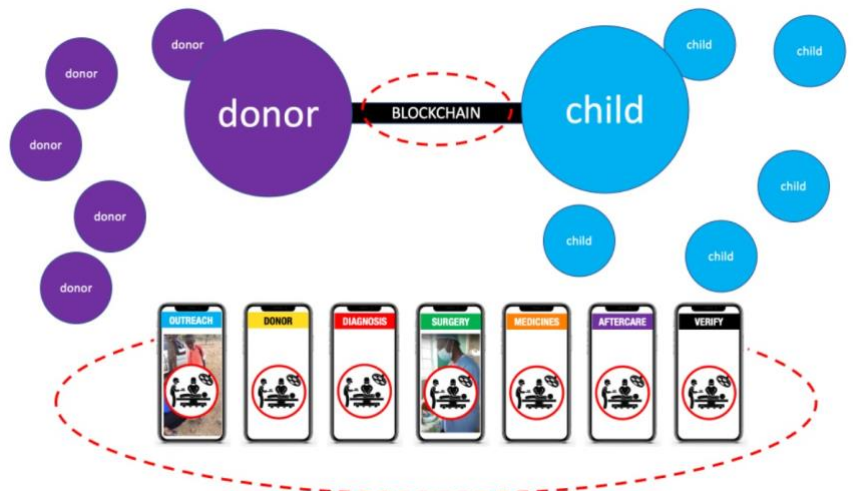 donor
child
child
donor
donor
BLOCKCHAIN
child
donor
child
donor
child
child
donor
OUTREACH
DONOR
DIAGNOSIS
SURGERY
MEDICINES
AFTERCARE
VERIFY